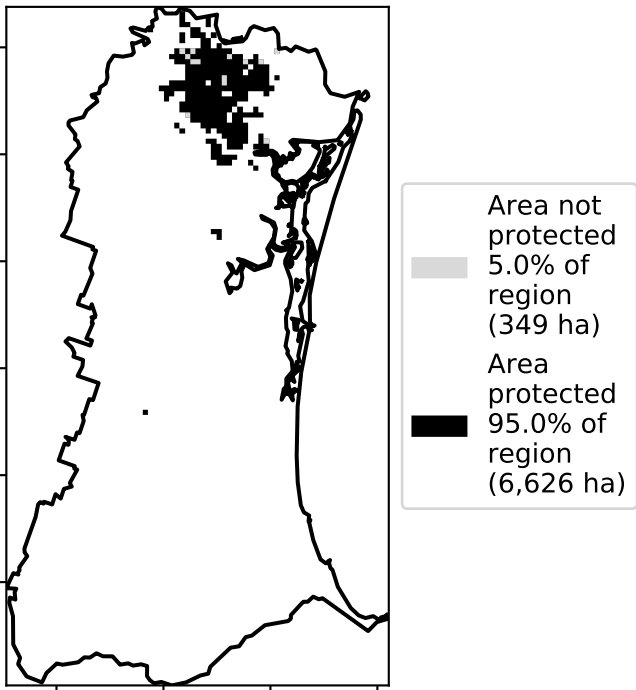 Area not
protected
5.0% of
region
(349 ha)
Area
protected
95.0% of
region
(6,626 ha)